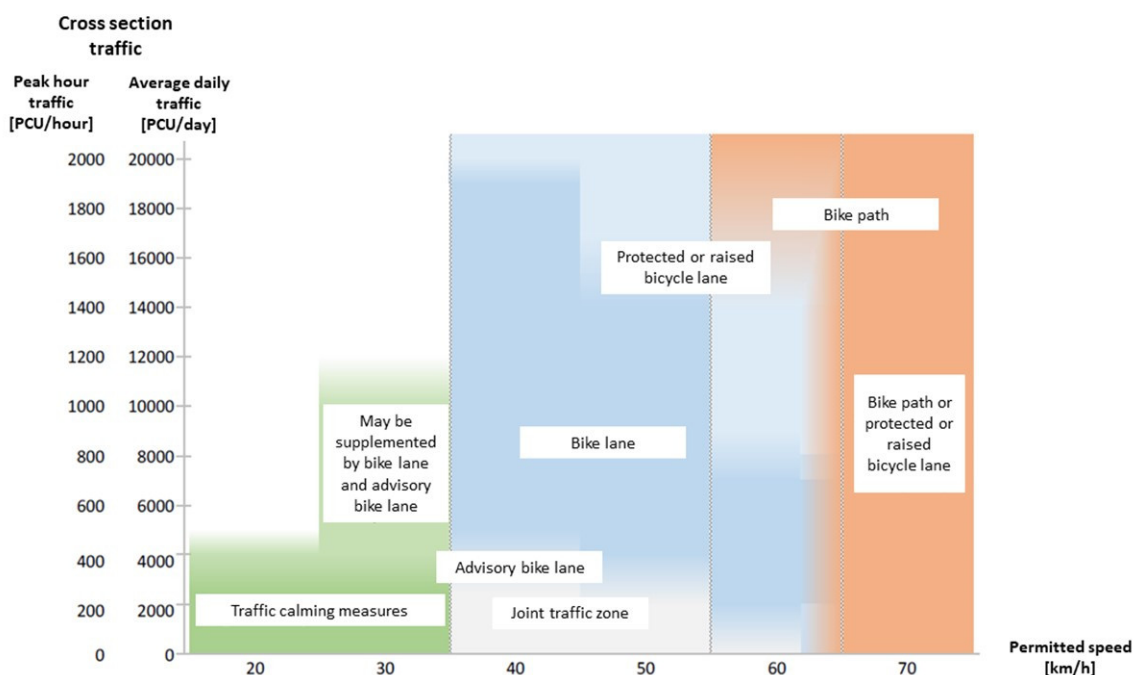 Cross section
traffic
Peak hour
traffic
[PCU/hour]
Average daily
traffic
[PCU/day]
2000 20000
1800 18000
1600 16000
1400 14000
1200 12000
1000 10000
800 8000
600 6000
400 4000
200 2000
0 0
Bike path
Protected or raised
bicycle lane
May be
supplemented
by bike lane
and advisory
bike lane
Bike lane
Bike path or
protected or
raised
bicycle lane
Advisory bike lane
Traffic calming measures
Joint traffic zone
20 30 40 50 60 70
Permitted speed
[km/h]